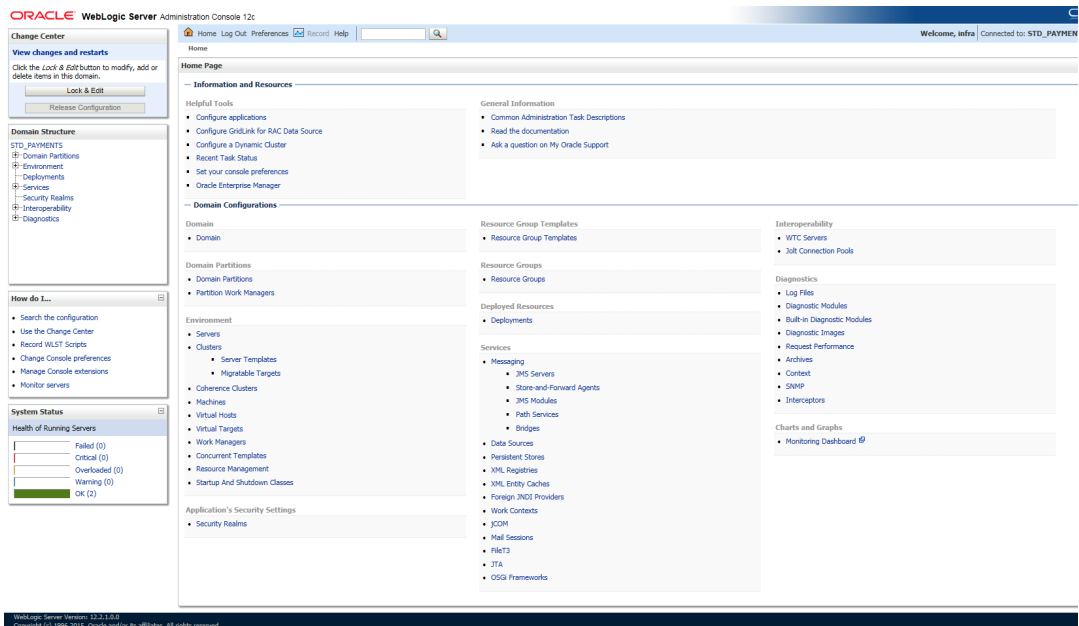 ORACLE WebLogic Server Administration Console 12c
Change Center
View changes and restarts
Click the Lock & Edit button to modify, add or
delete items in this domain.
Lock & Edit
Release Configuration
Domain Structure
STD_PAYMENTS
Domain Partitions
Environment
Deployments
Services
Security Realms
Interoperability
Diagnostics
How do I...
Search the configuration
Use the Change Center
Record WLST Scripts
Change Console preferences
Manage Console extensions
Monitor servers
System Status
Health of Running Servers
Failed (0)
Critical (0)
Overloaded (0)
Warning (0)
OK (2)
Home Log Out Preferences Record Help
Welcome, infra Connected to: STD_PAYMENT
Home
Home Page
Information and Resources
Helpful Tools
Configure applications
Configure GridLink for RAC Data Source
Configure a Dynamic Cluster
Recent Task Status
Set your console preferences
Oracle Enterprise Manager
General Information
Common Administration Task Descriptions
Read the documentation
Ask a question on My Oracle Support
Domain Configurations
Domain
Domain
Domain Partitions
Domain Partitions
Partition Work Managers
Environment
Servers
Clusters
Server Templates
Migratable Targets
Coherence Clusters
Machines
Virtual Hosts
Virtual Targets
Work Managers
Concurrent Templates
Resource Management
Startup And Shutdown Classes
Application's Security Settings
Security Realms
Resource Group Templates
Resource Group Templates
Resource Groups
Resource Groups
Deployed Resources
Deployments
Services
Messaging
JMS Servers
Store-and-Forward Agents
JMS Modules
Path Services
Bridges
Data Sources
Persistent Stores
XML Registries
XML Entity Caches
Foreign JNDI Providers
Work Contexts
jCOM
Mail Sessions
FileT3
JTA
OSGi Frameworks
Interoperability
WTC Servers
Jolt Connection Pools
Diagnostics
Log Files
Diagnostic Modules
Built-in Diagnostic Modules
Diagnostic Images
Request Performance
Archives
Context
SNMP
Interceptors
Charts and Graphs
Monitoring Dashboard
WebLogic Server Version: 12.2.1.0.0
Copyright (c) 1996,2015, Oracle and/or its affiliates. All rights reserved.